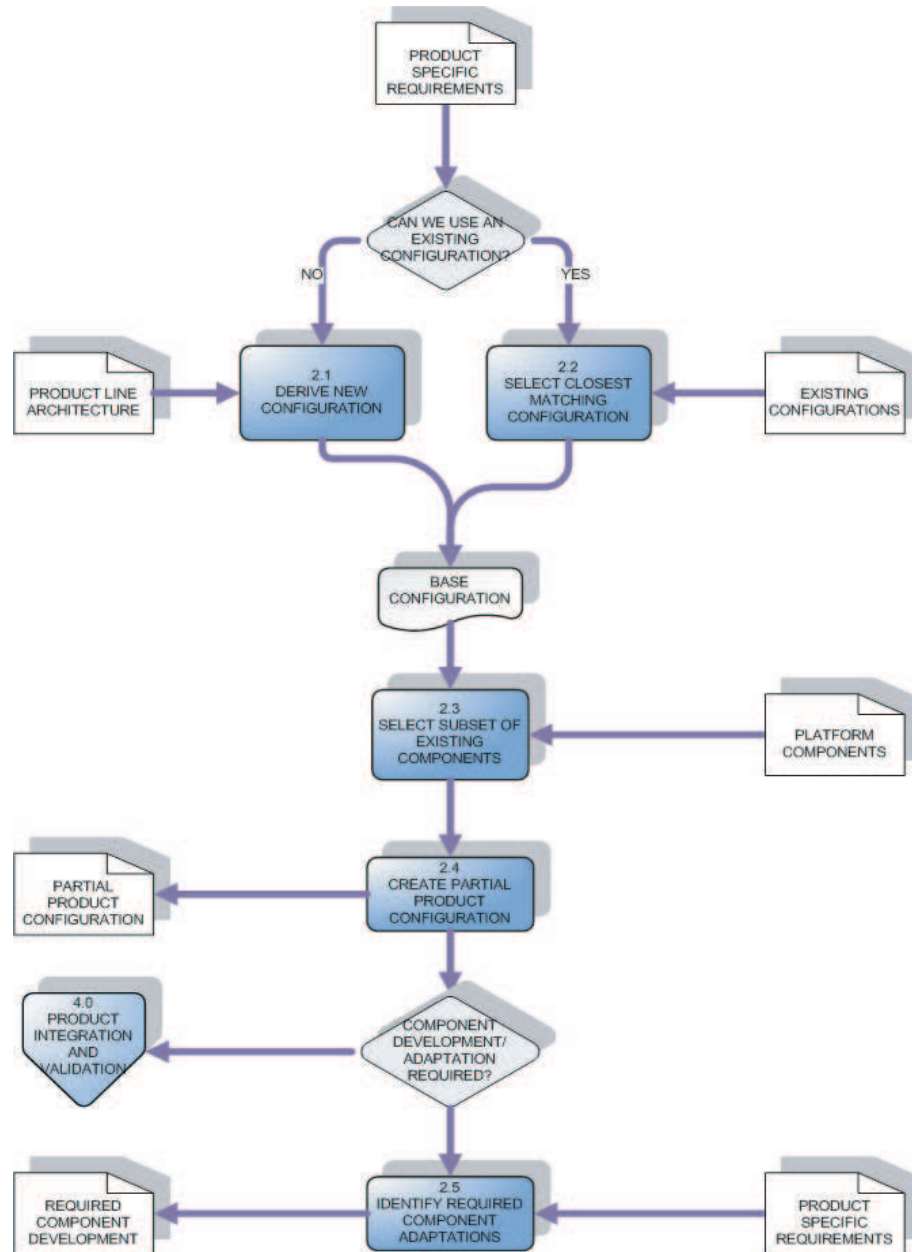 PRODUCT
SPECIFIC
REQUIREMENTS
CAN WE USE AN
EXISTING
CONFIGURATION?
NO
YES
PRODUCT LINE
ARCHITECTURE
2.1
DERIVE NEW
CONFIGURATION
2.2
SELECT CLOSEST
MATCHING
CONFIGURATION
EXISTING
CONFIGURATIONS
BASE
CONFIGURATION
2.3
SELECT SUBSET OF
EXISTING
COMPONENTS
PLATFORM
COMPONENTS
PARTIAL
PRODUCT
CONFIGURATION
2.4
CREATE PARTIAL
PRODUCT
CONFIGURATION
4.0
PRODUCT
INTEGRATION
AND
VALIDATION
COMPONENT
DEVELOPMENT/
ADAPTATION
REQUIRED?
REQUIRED
COMPONENT
DEVELOPMENT
2.5
IDENTIFY REQUIRED
COMPONENT
ADAPTATIONS
PRODUCT
SPECIFIC
REQUIREMENTS